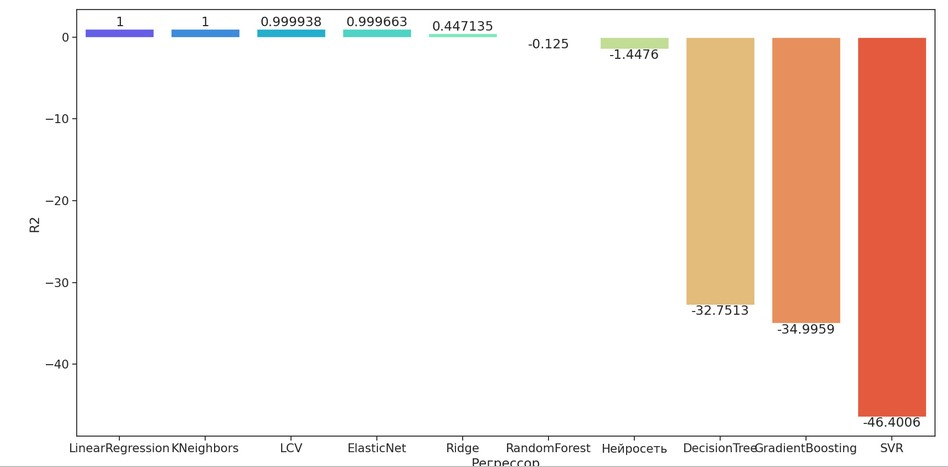 1
1
0.999938
0.999663
0.447135
-0.125
-1.4476
-32.7513
-34.9959
-46.4006
0
−10
−20
−30
−40
R2
LinearRegression
KNeighbors
LCV
ElasticNet
Ridge
RandomForest
Нейросеть
DecisionTree
GradientBoosting
SVR
Регрессор